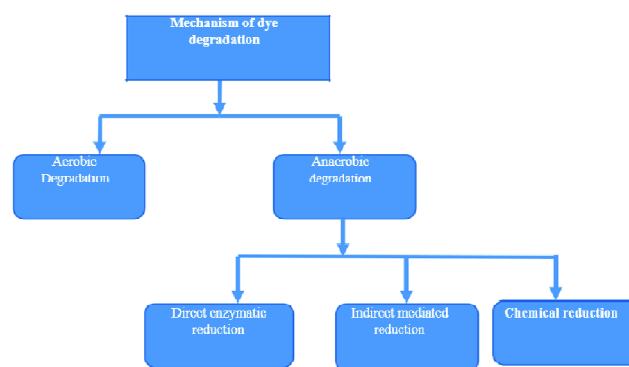 Mechanism of dye
degradation
Aerobic
Degradation
Anaerobic
degradation
Direct enzymatic
reduction
Indirect mediated
reduction
Chemical reduction